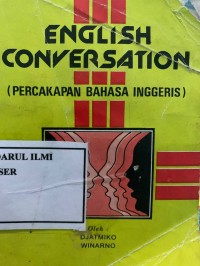 ENGLISH
CONVERSATION
(PERCAKAPAN BAHASA INGGERIS)
DARUL ILMI
SER
Oleh :
DJATMIKO
WINARNO